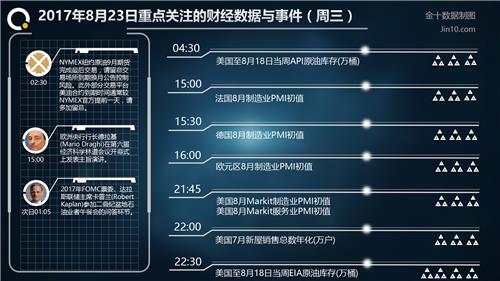 2017年8月23日重点关注的财经数据与事件（周三）
金十数据制图
Jin10.com
NYMEX纽约原油9月期货
完成最后交易，请留意交
易场所到期换月公告控制
风险。此外部分交易平台
美油合约到期时间通常较
NYMEX官方提前一天，请
多加留意。
02:30
欧洲央行行长德拉基
(Mario Draghi)在第六届
经济科学林道会议开幕式
上发表主旨演讲。
15:00
2017年FOMC票委、达拉
斯联储主席卡普兰(Robert
Kaplan)参加二叠纪盆地石
油业者午餐会的问答环节。
次日01:05
04:30
美国至8月18日当周API原油库存(万桶)
15:00
法国8月制造业PMI初值
15:30
德国8月制造业PMI初值
16:00
欧元区8月制造业PMI初值
21:45
美国8月Markit制造业PMI初值
美国8月Markit服务业PMI初值
22:00
美国7月新屋销售总数年化(万户)
22:30
美国至8月18日当周EIA原油库存(万桶)